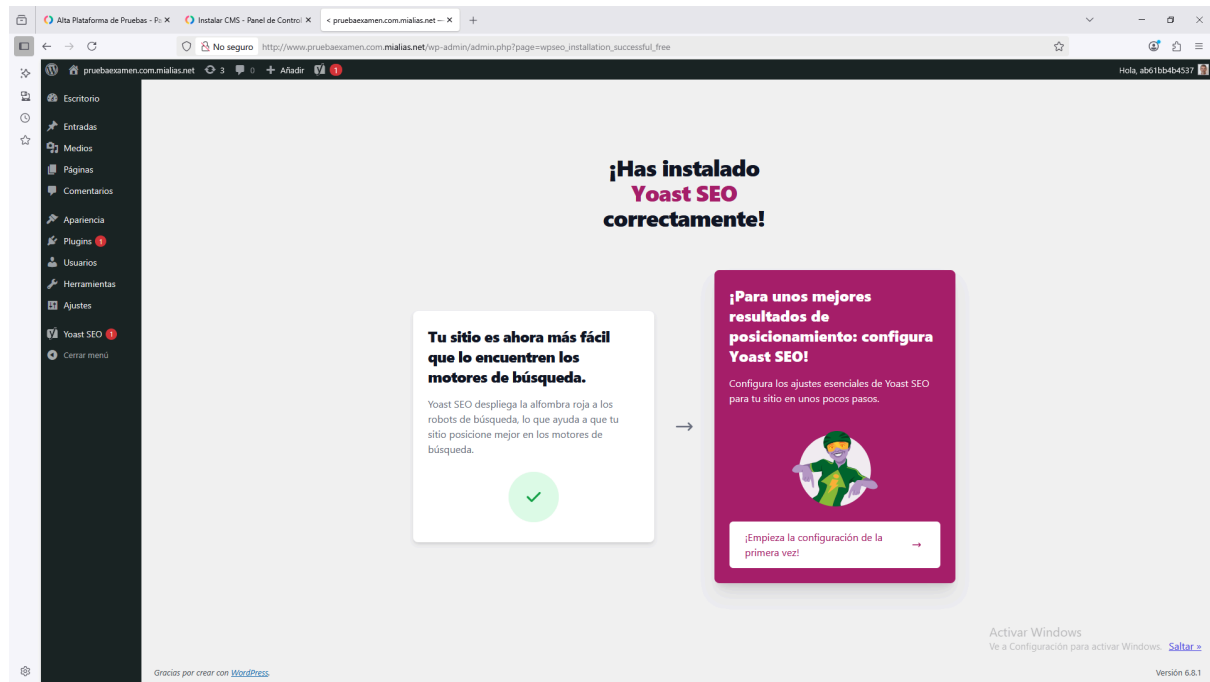 Alta Plataforma de Pruebas - Pa
Instalar CMS - Panel de Control
< pruebaexamen.com.mialias.net —
No seguro
http://www.pruebaexamen.com.mialias.net/wp-admin/admin.php?page=wpseo_installation_successful_free
pruebaexamen.com.mialias.net
3
0
Añadir
1
Hola, ab61bb4b4537
Escritorio
Entradas
Medios
Páginas
Comentarios
Apariencia
Plugins 1
Usuarios
Herramientas
Ajustes
Yoast SEO 1
Cerrar menú
¡Has instalado
Yoast SEO
correctamente!
Tu sitio es ahora más fácil
que lo encuentren los
motores de búsqueda.
Yoast SEO despliega la alfombra roja a los
robots de búsqueda, lo que ayuda a que tu
sitio posicione mejor en los motores de
búsqueda.
¡Para unos mejores
resultados de
posicionamiento: configura
Yoast SEO!
Configura los ajustes esenciales de Yoast SEO
para tu sitio en unos pocos pasos.
¡Empieza la configuración de la
primera vez!
Activar Windows
Ve a Configuración para activar Windows.
Saltar »
Gracias por crear con WordPress.
Versión 6.8.1